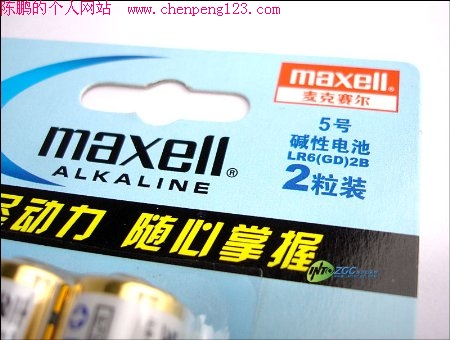 陈鹏的个人网站 www.chenpeng123.com
maxell
麦克赛尔
5号
碱性电池
LR6(GD)2B
2粒装
maxell®
ALKALINE
动力 随心掌握